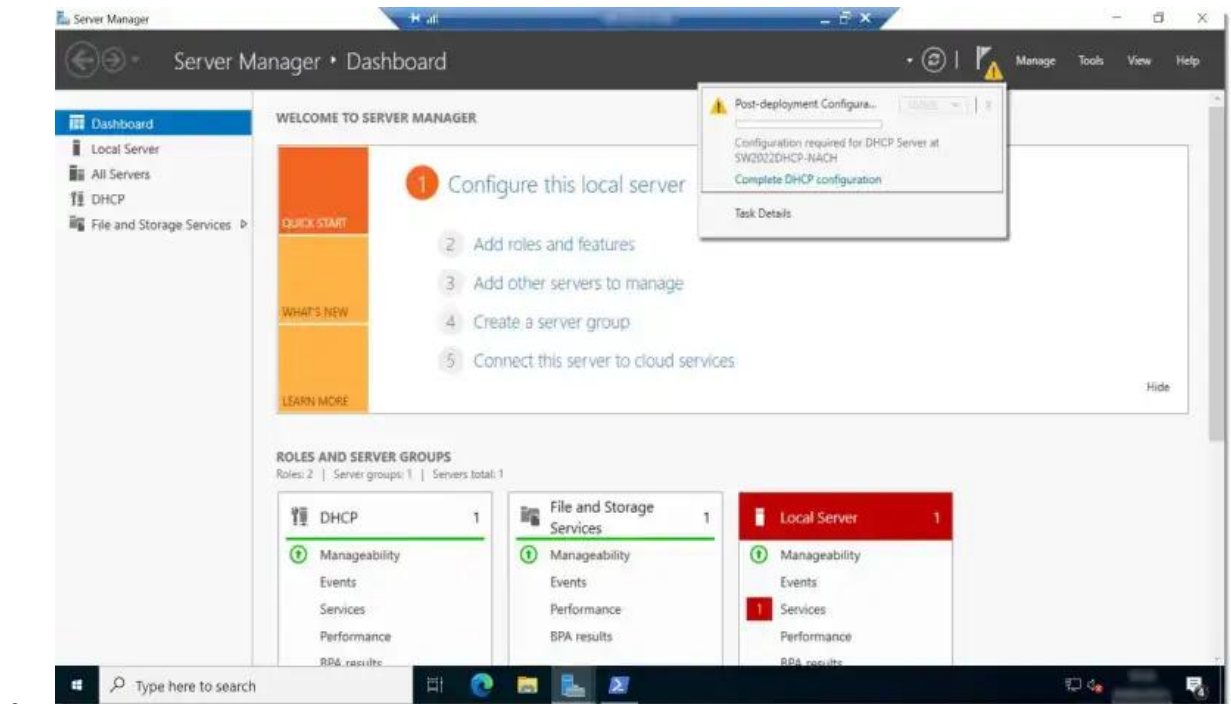 Server Manager
Server Manager • Dashboard
Manage Tools View Help
Dashboard
Local Server
All Servers
DHCP
File and Storage Services
WELCOME TO SERVER MANAGER
QUICK START
WHAT'S NEW
LEARN MORE
1 Configure this local server
2 Add roles and features
3 Add other servers to manage
4 Create a server group
5 Connect this server to cloud services
Hide
Post-deployment Configura...
Configuration required for DHCP Server at
SW2022DHCP-NACH
Complete DHCP configuration
Task Details
ROLES AND SERVER GROUPS
Roles: 2 | Server groups: 1 | Servers total: 1
DHCP 1
Manageability
Events
Services
Performance
BPA results
File and Storage
Services 1
Manageability
Events
Performance
BPA results
Local Server 1
Manageability
Events
1 Services
Performance
BPA results
Type here to search
4